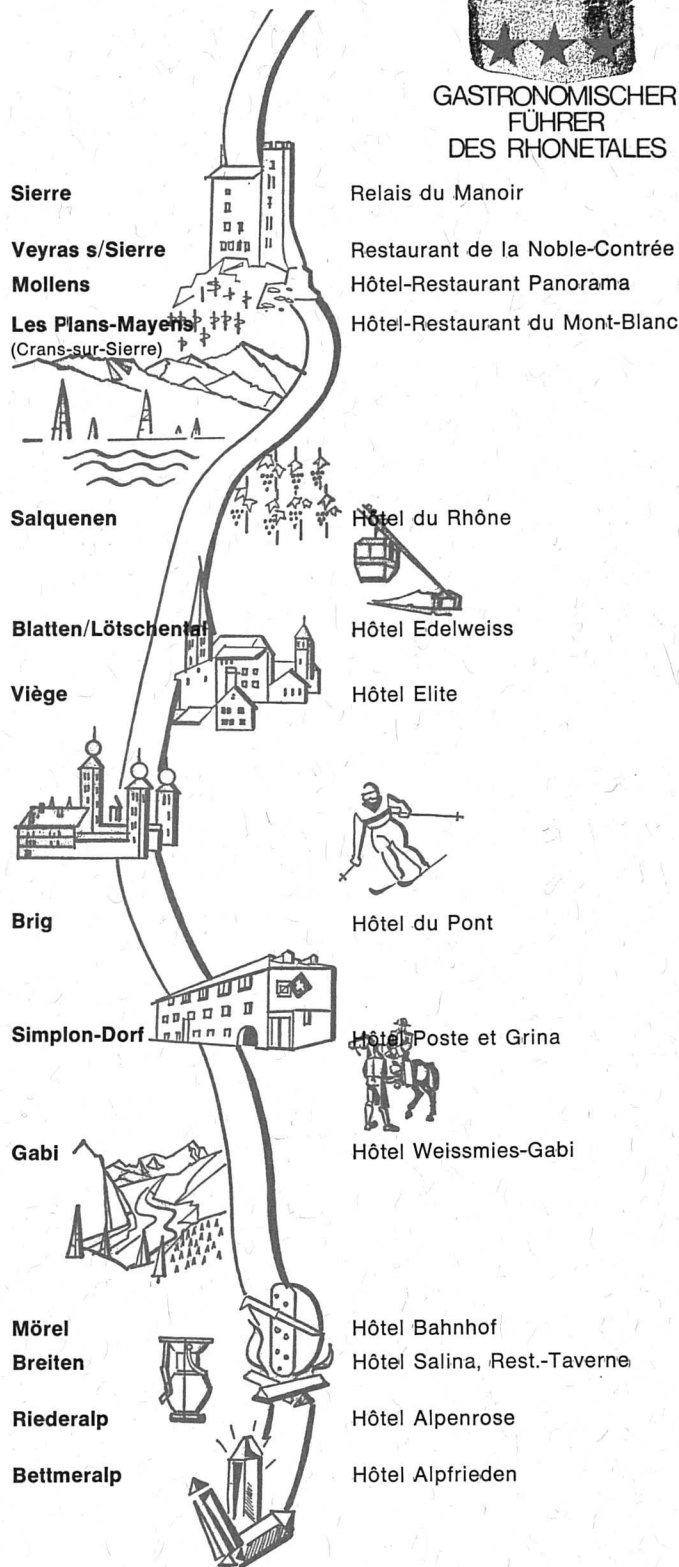 GASTRONOMISCHER
FÜHRER
DES RHONETALES
Sierre Relais du Manoir
Veyras s/Sierre Restaurant de la Noble-Contrée
Mollens Hôtel-Restaurant Panorama
Les Plans-Mayens Hôtel-Restaurant du Mont-Blanc
(Crans-sur-Sierre)
Salquenen Hôtel du Rhône
Blatten/Lötschental Hôtel Edelweiss
Viège Hôtel Elite
Brig Hôtel du Pont
Simplon-Dorf Hôtel Poste et Grina
Gabi Hôtel Weissmies-Gabi
Mörel Hôtel Bahnhof
Breiten Hôtel Salina, Rest.-Taverne
Riederalp Hôtel Alpenrose
Bettmeralp Hôtel Alpfrieden